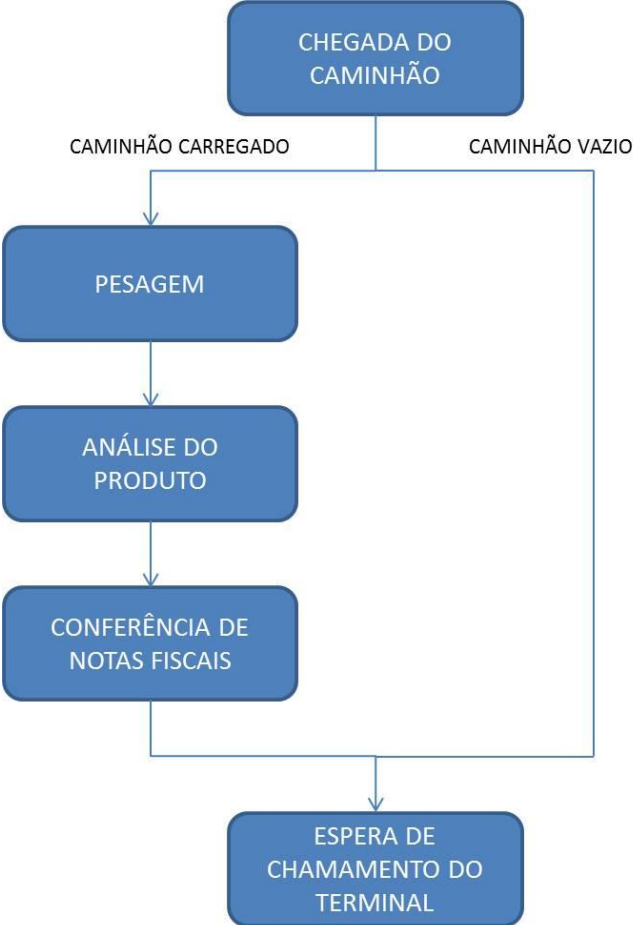 CHEGADA DO
CAMINHÃO
CAMINHÃO CARREGADO
CAMINHÃO VAZIO
PESAGEM
ANÁLISE DO
PRODUTO
CONFERÊNCIA DE
NOTAS FISCAIS
ESPERA DE
CHAMAMENTO DO
TERMINAL